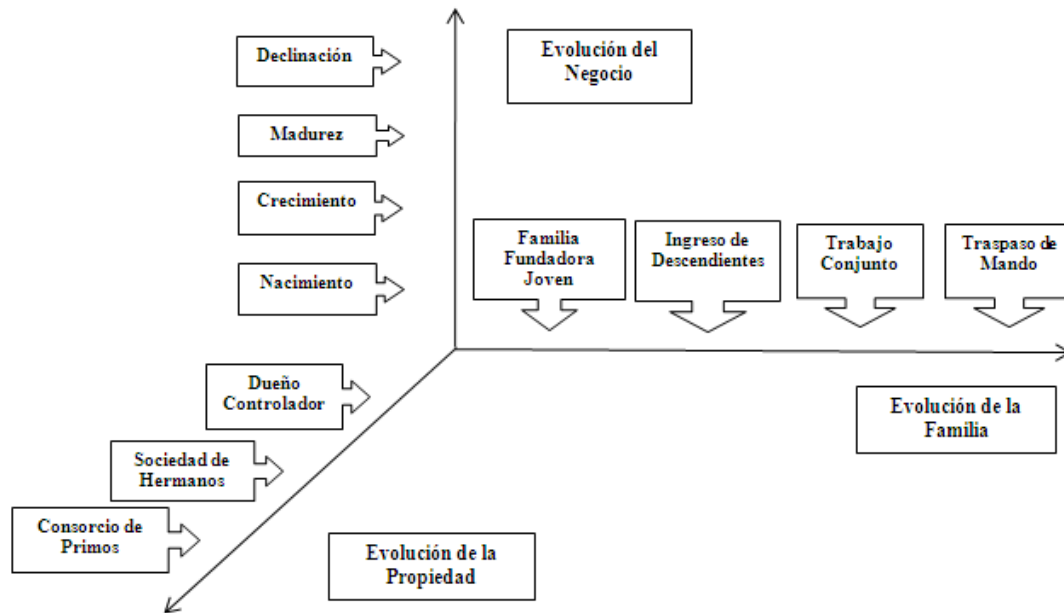 Declinación
Evolución del
Negocio
Madurez
Crecimiento
Familia
Fundadora
Joven
Ingreso de
Descendientes
Trabajo
Conjunto
Traspaso de
Mando
Nacimiento
Dueño
Controlador
Evolución de la
Familia
Sociedad de
Hermanos
Consorcio de
Primos
Evolución de la
Propiedad